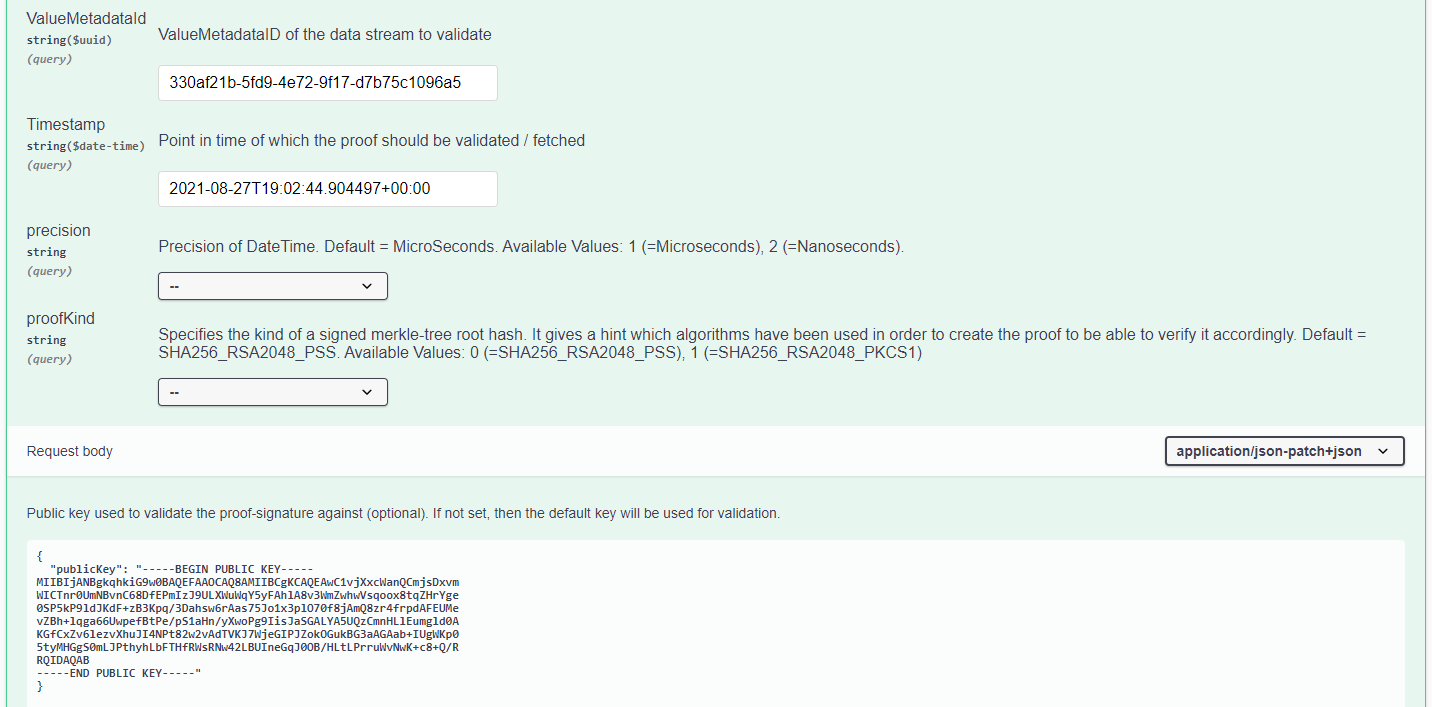 ValueMetadataId
string($uuid)
(query)
ValueMetadataID of the data stream to validate
330af21b-5fd9-4e72-9f17-d7b75c1096a5
Timestamp
string($date-time)
(query)
Point in time of which the proof should be validated / fetched
2021-08-27T19:02:44.904497+00:00
precision
string
(query)
Precision of DateTime. Default = MicroSeconds. Available Values: 1 (=Microseconds), 2 (=Nanoseconds).
--
proofKind
string
(query)
Specifies the kind of a signed merkle-tree root hash. It gives a hint which algorithms have been used in order to create the proof to be able to verify it accordingly. Default =
SHA256_RSA2048_PSS. Available Values: 0 (=SHA256_RSA2048_PSS), 1 (=SHA256_RSA2048_PKCS1)
--
Request body
application/json-patch+json
Public key used to validate the proof-signature against (optional). If not set, then the default key will be used for validation.
{
"publicKey": "-----BEGIN PUBLIC KEY-----
MIIBIjANBgkqhkiG9w0BAQEFAAOCAQ8AMIIBCgKCAQEAwC1vjXxcWanQCmjsDxvm
WICTnr0UmNBvnC68DfEPmIzJ9ULXWuWqY5yFAhlA8v3WmZwhwVsqoox8tqZHrYge
0SP5kP9ldJKdF+zB3Kpq/3Dahsw6rAas75Jo1x3plO70f8jAmQ8zr4frpdAFEUMe
vZBh+lqga66UwpefBtPe/pS1aHn/yXwoPg9IisJaSGALYA5UQzCmnHLlEumgld0A
KGfCxZv6lezvXhuJI4NPt82w2vAdTVKJ7WjeGIPJZokOGukBG3aAGAab+IUgWKp0
5tyMHGgS0mLJPthyhLbFTHfRWsRNw42LBUIneGqJ0OB/HLtLPrruWvNwK+c8+Q/R
RQIDAQAB
-----END PUBLIC KEY-----"
}